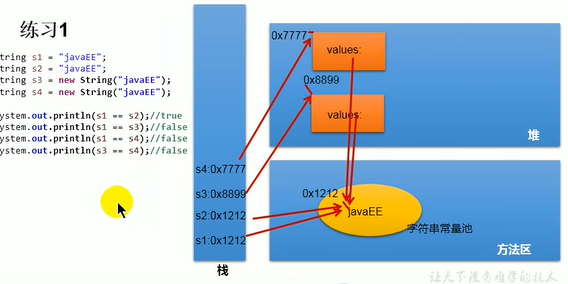 练习1
tring s1 = "javaEE";
tring s2 = "javaEE";
tring s3 = new String("javaEE");
tring s4 = new String("javaEE");
ystem.out.println(s1 == s2);//true
ystem.out.println(s1 == s3);//false
ystem.out.println(s1 == s4);//false
ystem.out.println(s3 == s4);//false
s4:0x7777
s3:0x8899
s2:0x1212
s1:0x1212
栈
0x7777
values:
0x8899
values:
堆
0x1212
javaEE
字符串常量池
方法区
让天下没有难学的技术